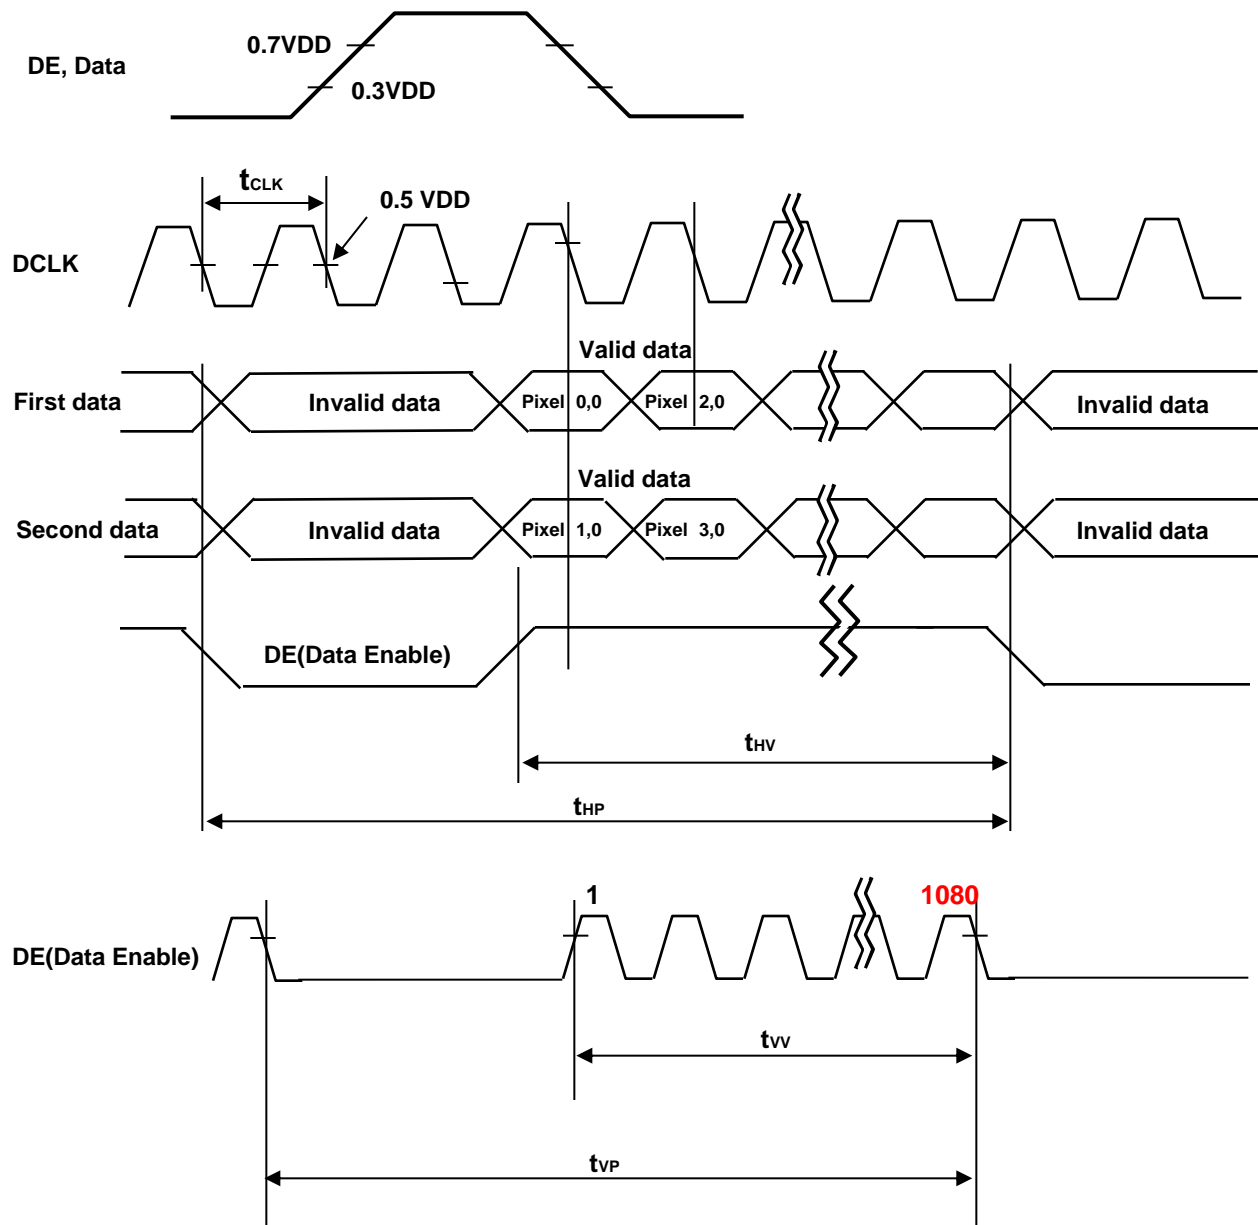 0.7VDD
DE, Data
0.3VDD
tCLK
0.5 VDD
DCLK
Valid data
First data
Invalid data
Pixel 0,0
Pixel 2,0
Invalid data
Valid data
Second data
Invalid data
Pixel 1,0
Pixel 3,0
Invalid data
DE(Data Enable)
tHV
tHP
1
1080
DE(Data Enable)
tVV
tVP